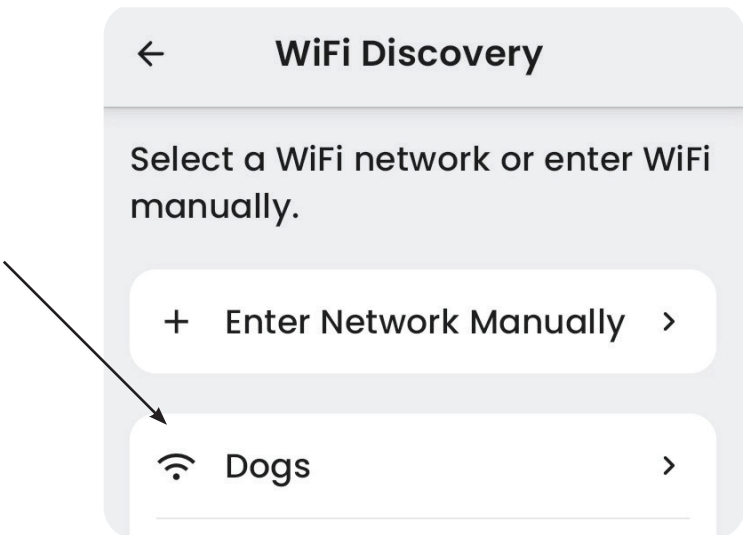 WiFi Discovery
Select a WiFi network or enter WiFi
manually.
Enter Network Manually
Dogs